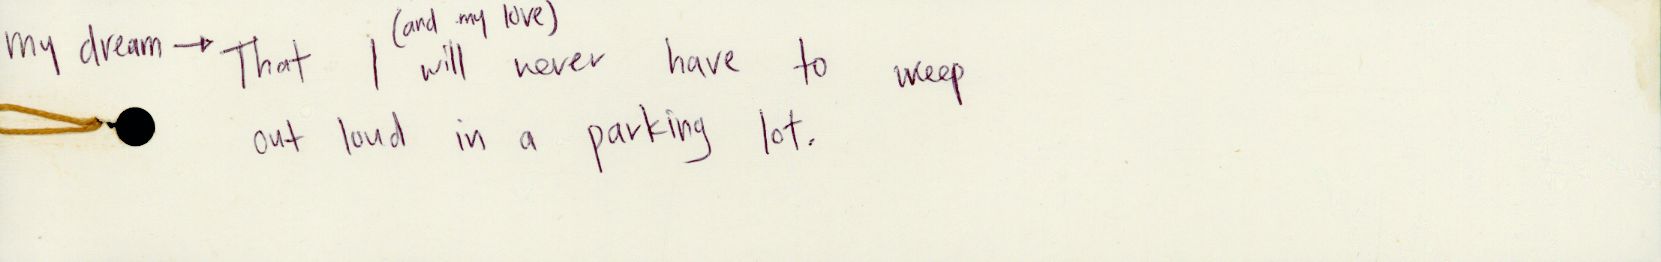 (and my love)
my dream → That I will never have to weep
out loud in a parking lot.